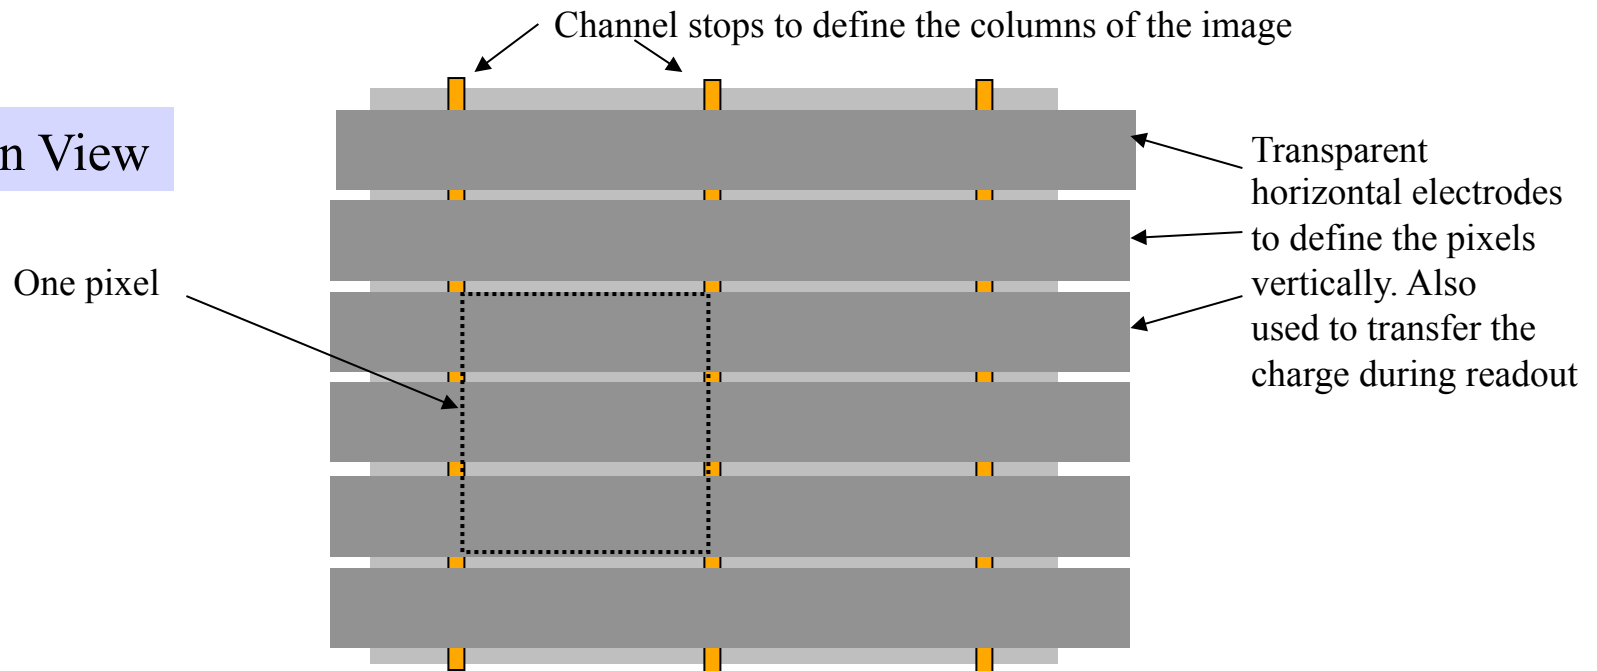 Channel stops to define the columns of the image
n View
Transparent
horizontal electrodes
to define the pixels
vertically. Also
used to transfer the
charge during readout
One pixel